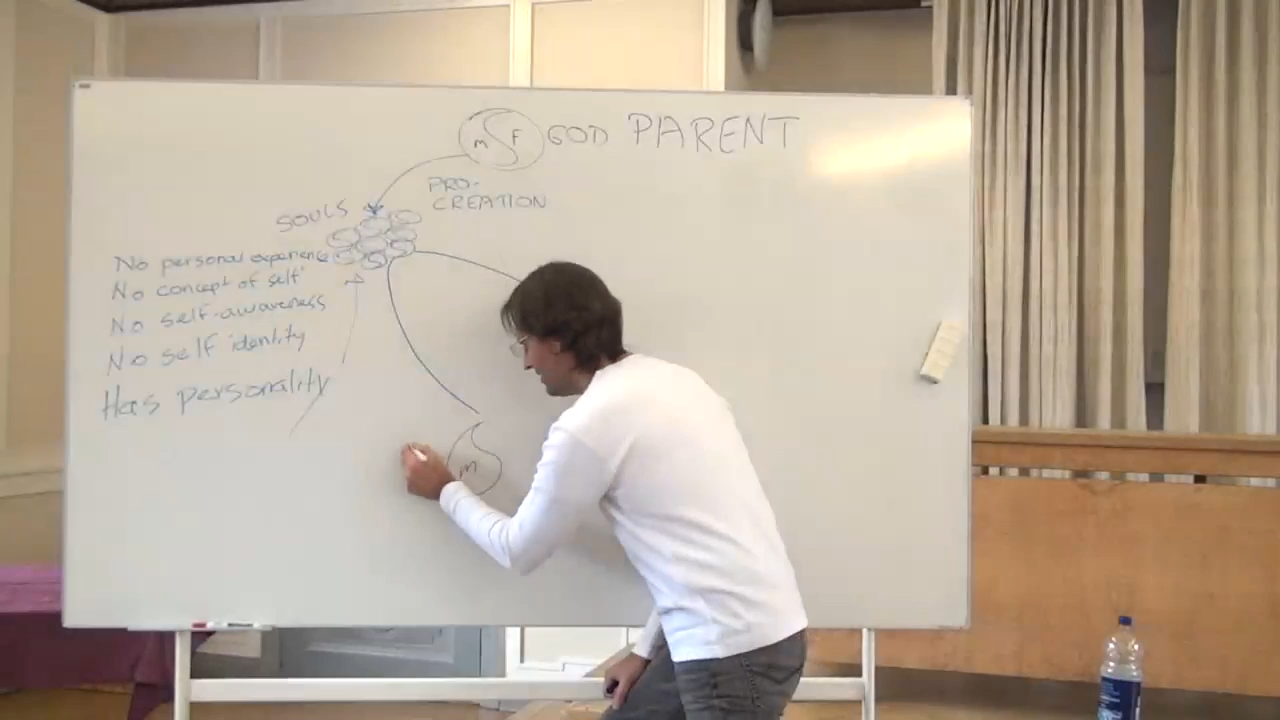 m F GOD PARENT
PRO-
CREATION
SOULS
No personal experience
No concept of self
No self-awareness
No self identity
Has personality
m